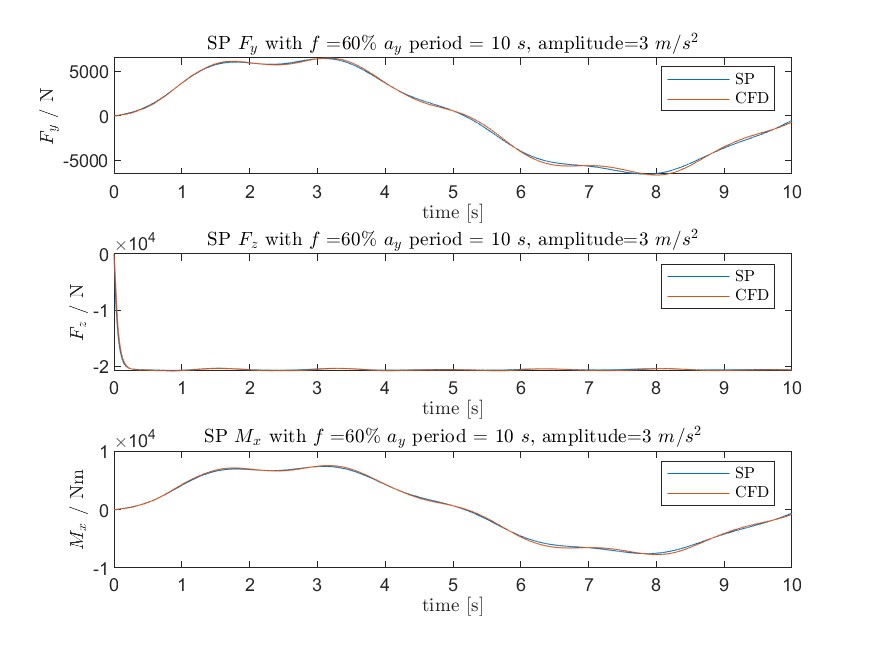 SP F_y with f =60% a_y period = 10 s, amplitude=3 m/s^2
5000
0
-5000
F_y / N
SP
CFD
0 1 2 3 4 5 6 7 8 9 10
time [s]
×10^4
SP F_z with f =60% a_y period = 10 s, amplitude=3 m/s^2
0
-1
-2
F_z / N
SP
CFD
0 1 2 3 4 5 6 7 8 9 10
time [s]
×10^4
SP M_x with f =60% a_y period = 10 s, amplitude=3 m/s^2
1
0
-1
M_x / Nm
SP
CFD
0 1 2 3 4 5 6 7 8 9 10
time [s]